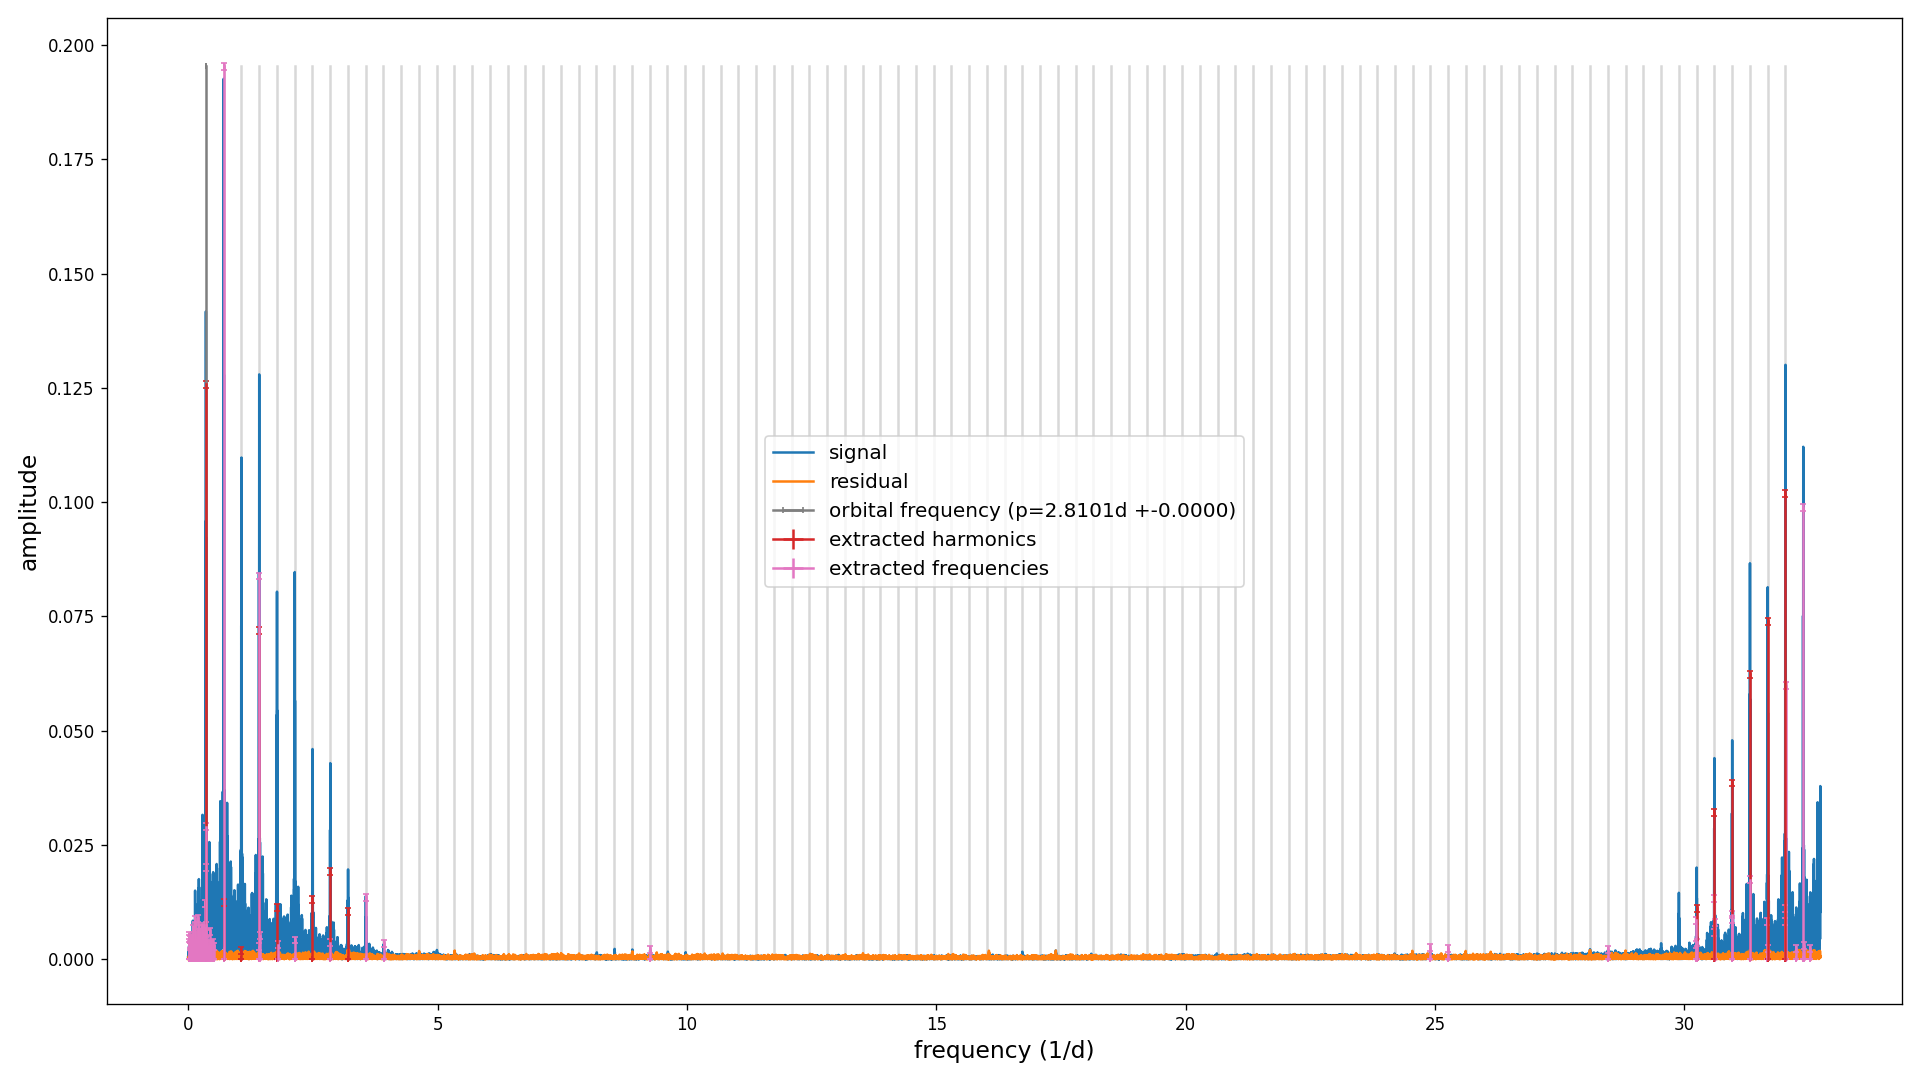 0.200
0.175
0.150
0.125
0.100
0.075
0.050
0.025
0.000
amplitude
signal
residual
orbital frequency (p=2.8101d +-0.0000)
extracted harmonics
extracted frequencies
0 5 10 15 20 25 30
frequency (1/d)